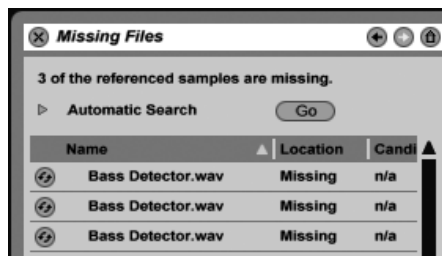 Missing Files
3 of the referenced samples are missing.
Automatic Search Go
Name Location Candi
Bass Detector.wav Missing n/a
Bass Detector.wav Missing n/a
Bass Detector.wav Missing n/a